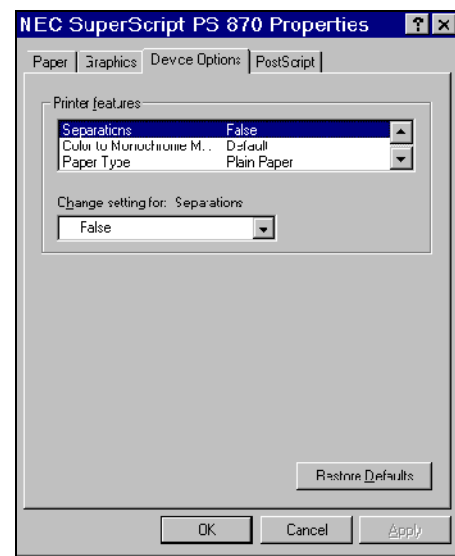 NEC SuperScript PS 870 Properties ? ×
Paper Graphics Device Options PostScript
Printer features
Separations False
Color to Monochrome M.. Default
Paper Type Plain Paper
Change setting for: Separations
False
Restore Defaults
OK Cancel Apply